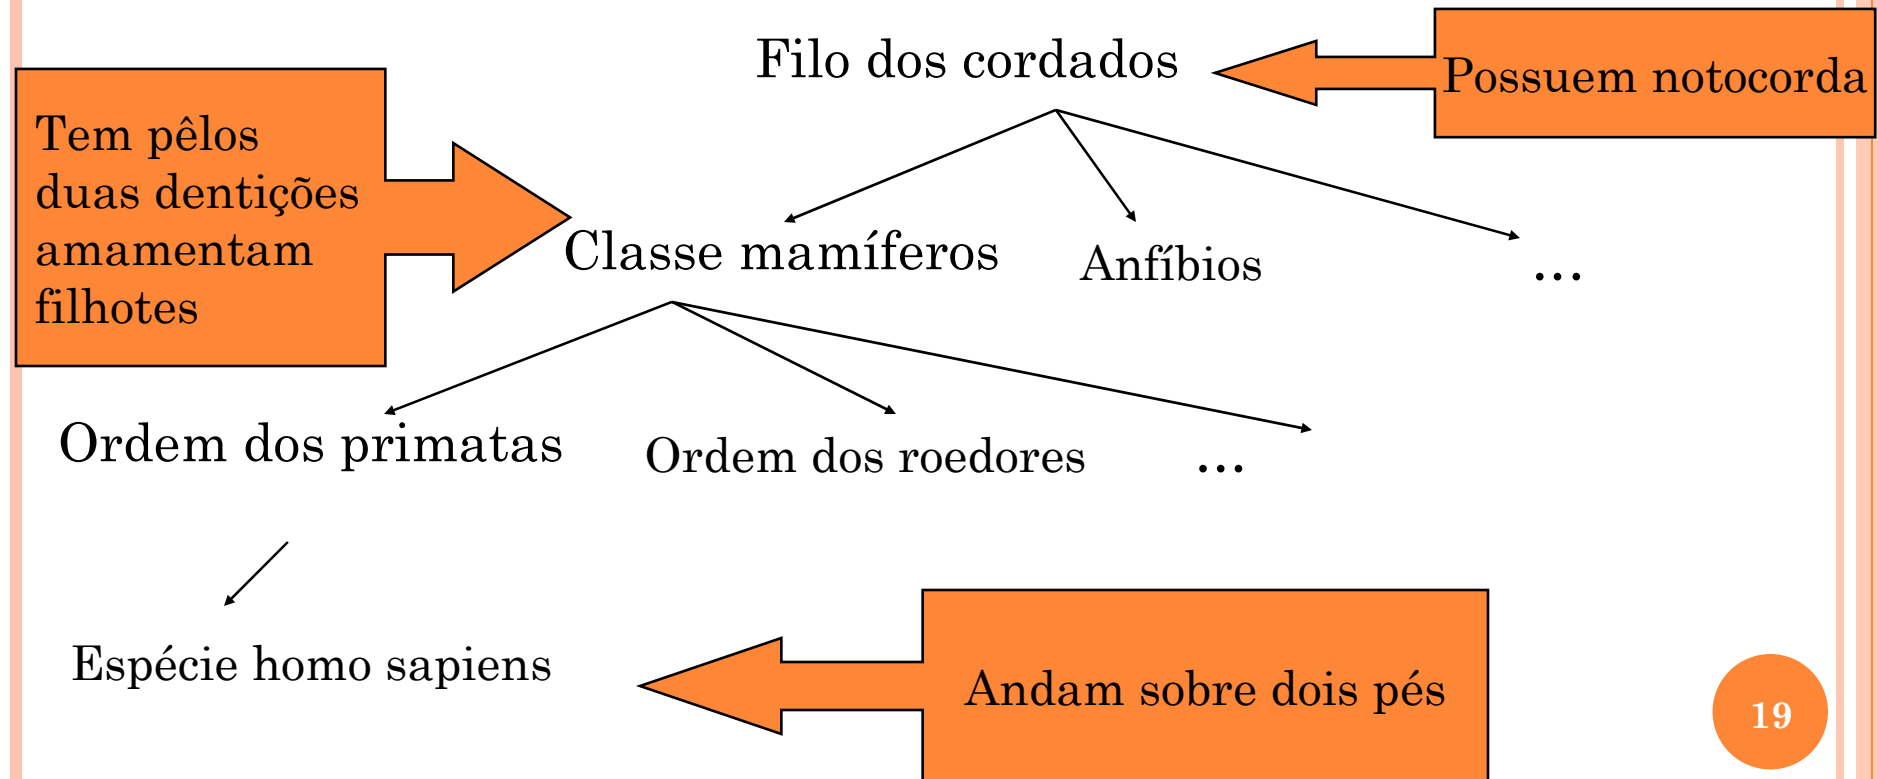 Filo dos cordados
Possuem notocorda
Tem pêlos
duas dentições
amamentam
filhotes
Classe mamíferos
Anfíbios
...
Ordem dos primatas
Ordem dos roedores
...
Espécie homo sapiens
Andam sobre dois pés
19